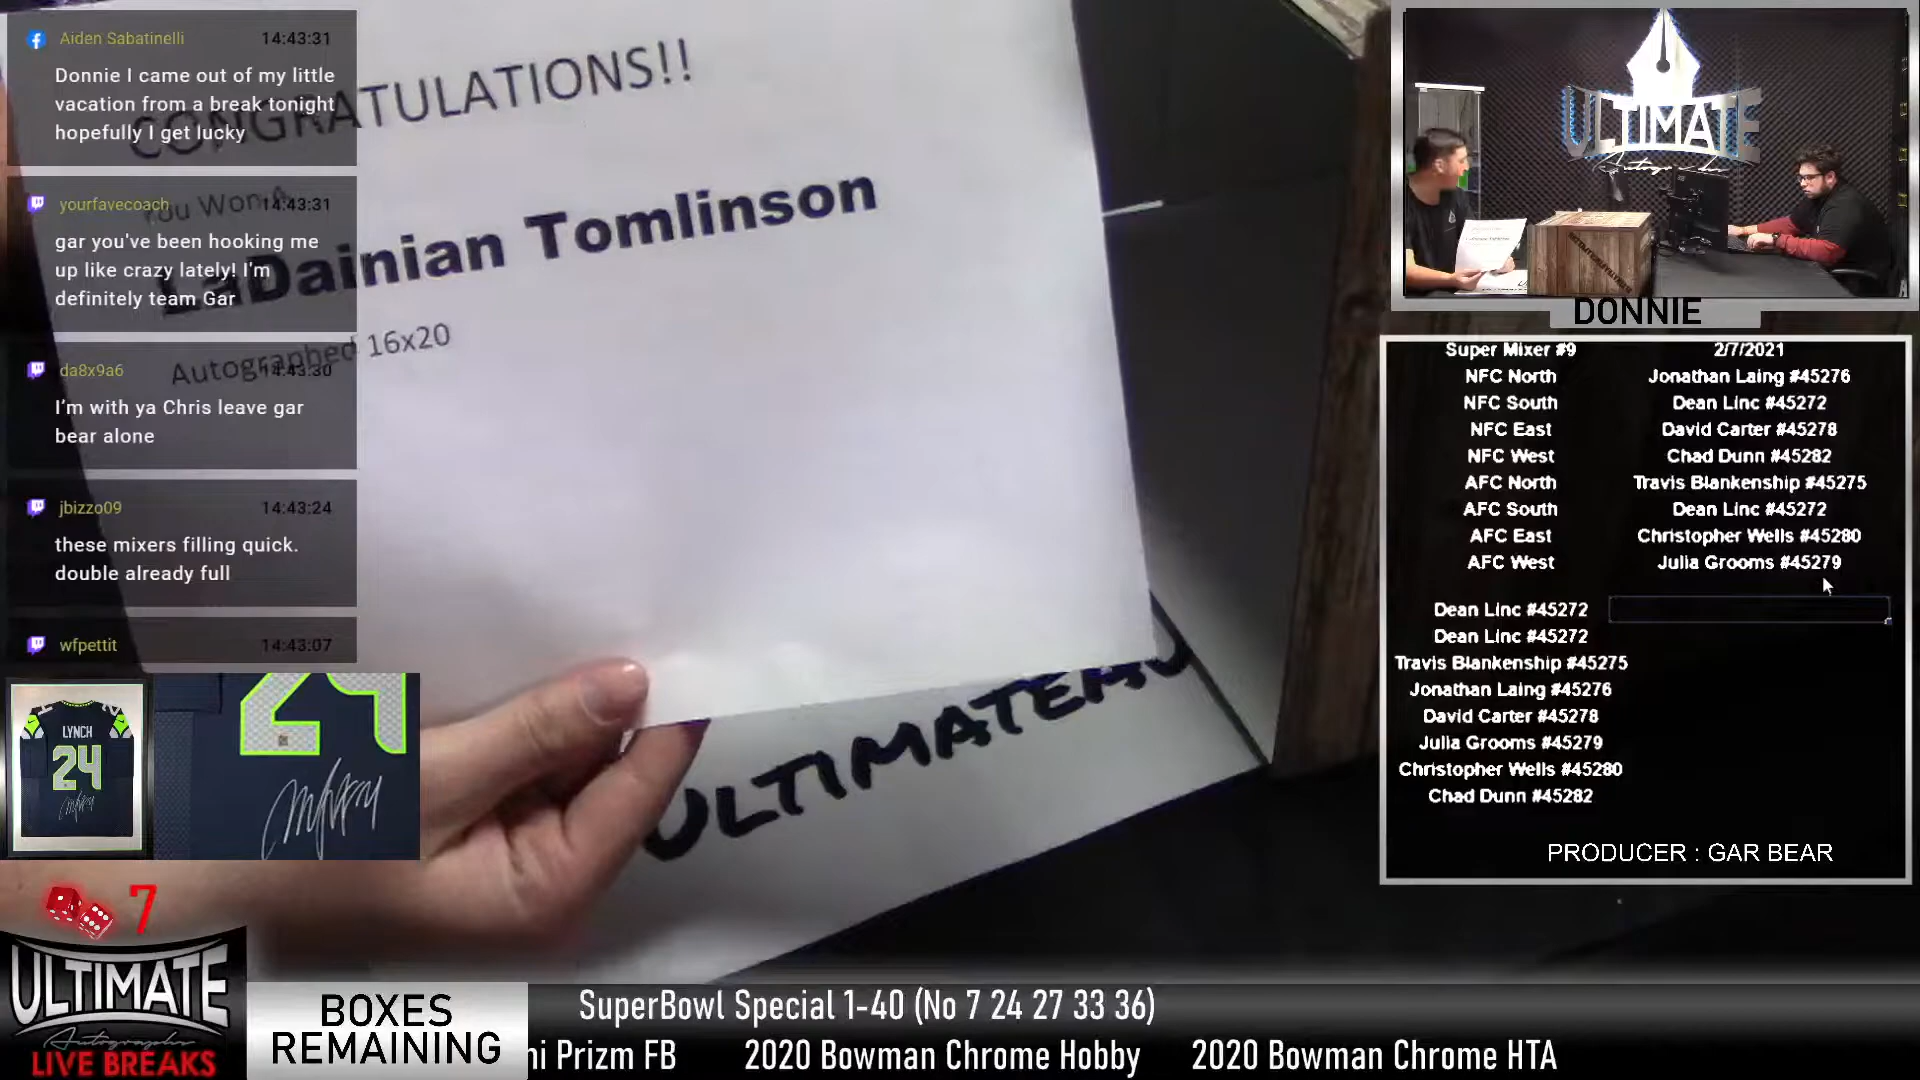 Aiden Sabatinelli 14:43:31
Donnie I came out of my little
vacation from a break tonight
hopefully I get lucky
yourfavecoach 14:43:31
gar you've been hooking me
up like crazy lately! I'm
definitely team Gar
da8x9a6 14:43:30
I'm with ya Chris leave gar
bear alone
jbizzo09 14:43:24
these mixers filling quick.
double already full
wfpettit 14:43:07
CONGRATULATIONS!!
You Won A
LaDainian Tomlinson
Autographed 16x20
LYNCH
24
24
7
ULTIMATE
Autographs
LIVE BREAKS
BOXES
REMAINING
SuperBowl Special 1-40 (No 7 24 27 33 36)
ni Prizm FB 2020 Bowman Chrome Hobby 2020 Bowman Chrome HTA
ULTIMATE
Autographs
DONNIE
Super Mixer #9 2/7/2021
NFC North Jonathan Laing #45276
NFC South Dean Linc #45272
NFC East David Carter #45278
NFC West Chad Dunn #45282
AFC North Travis Blankenship #45275
AFC South Dean Linc #45272
AFC East Christopher Wells #45280
AFC West Julia Grooms #45279
Dean Linc #45272
Dean Linc #45272
Travis Blankenship #45275
Jonathan Laing #45276
David Carter #45278
Julia Grooms #45279
Christopher Wells #45280
Chad Dunn #45282
PRODUCER : GAR BEAR